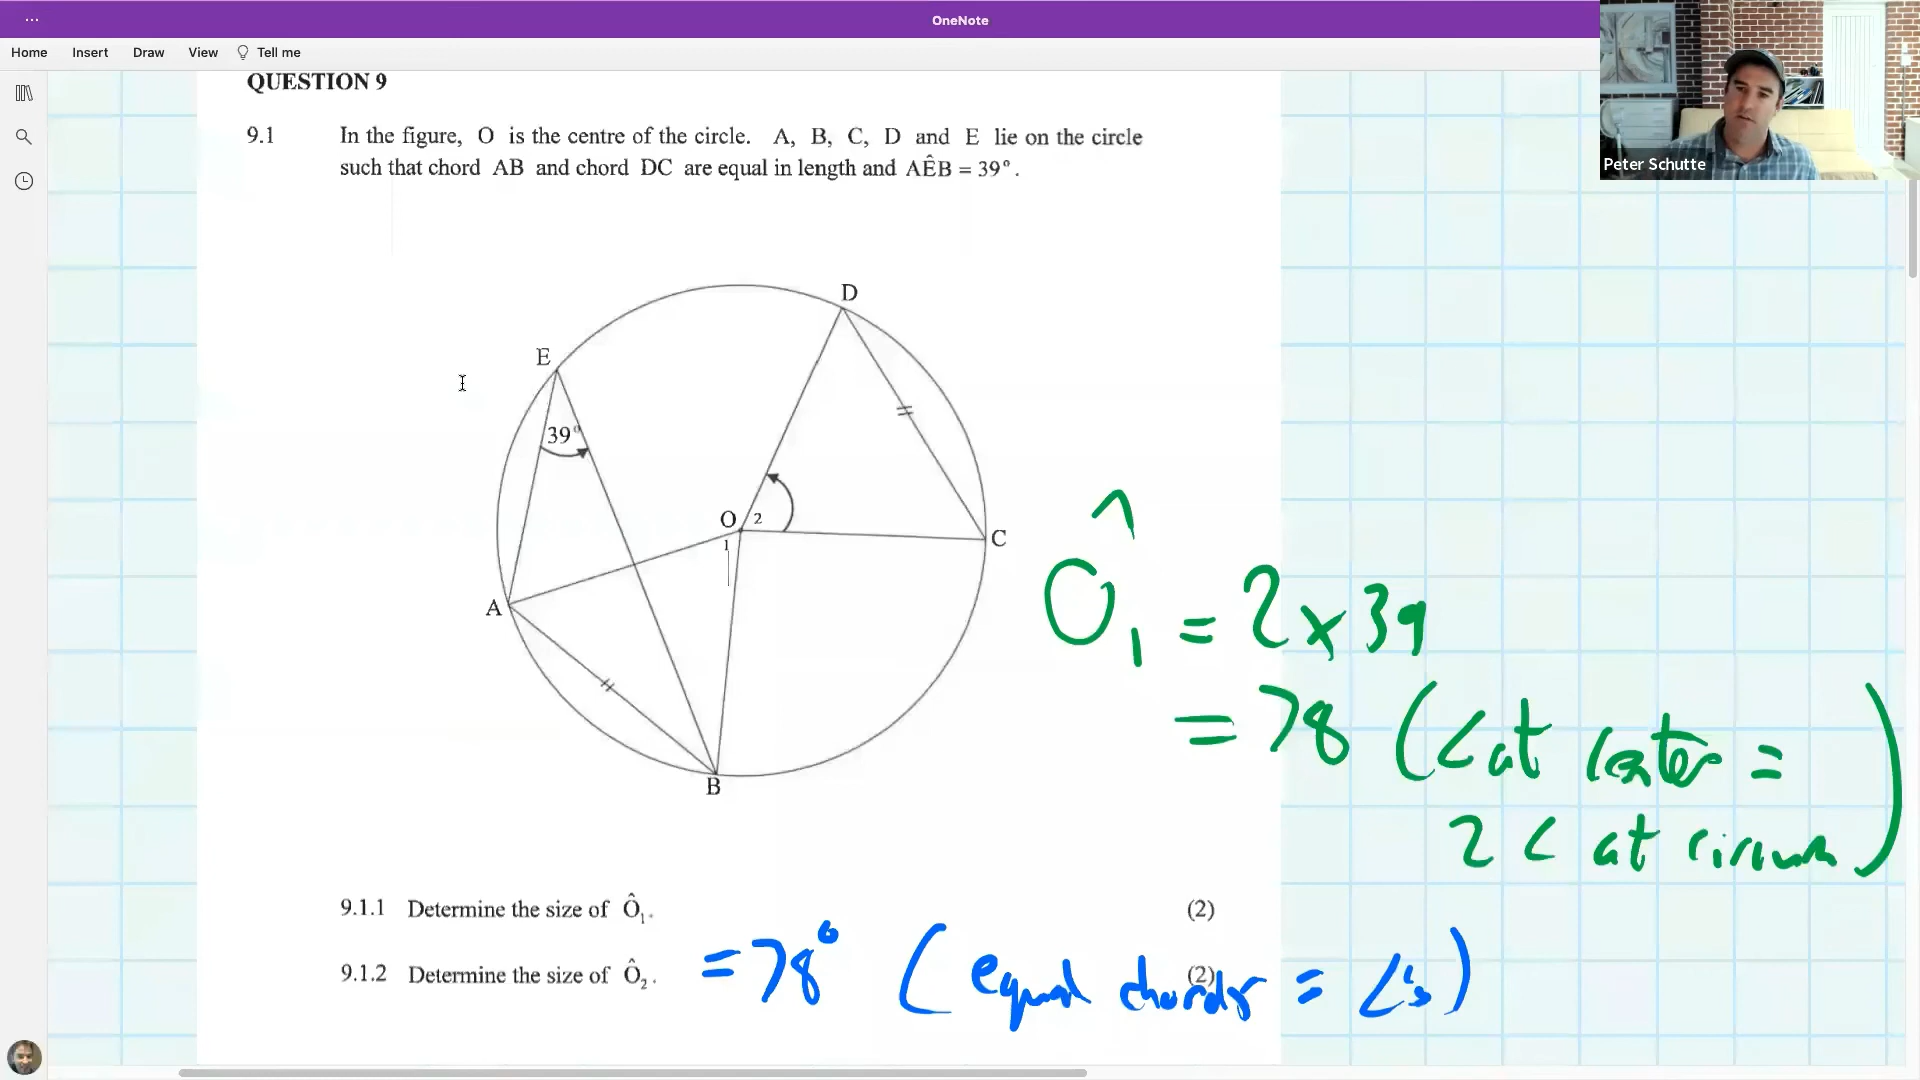 OneNote
Home Insert Draw View Tell me
Peter Schutte
QUESTION 9
9.1 In the figure, O is the centre of the circle. A, B, C, D and E lie on the circle
such that chord AB and chord DC are equal in length and AÊB = 39°.
D
E
39°
O 2
1
C
A
B
Ô₁ = 2 x 39
= 78 (< at center =
2 < at circum)
9.1.1 Determine the size of Ô₁. (2)
9.1.2 Determine the size of Ô₂. (2)
= 78° (equal chords = ∠'s)